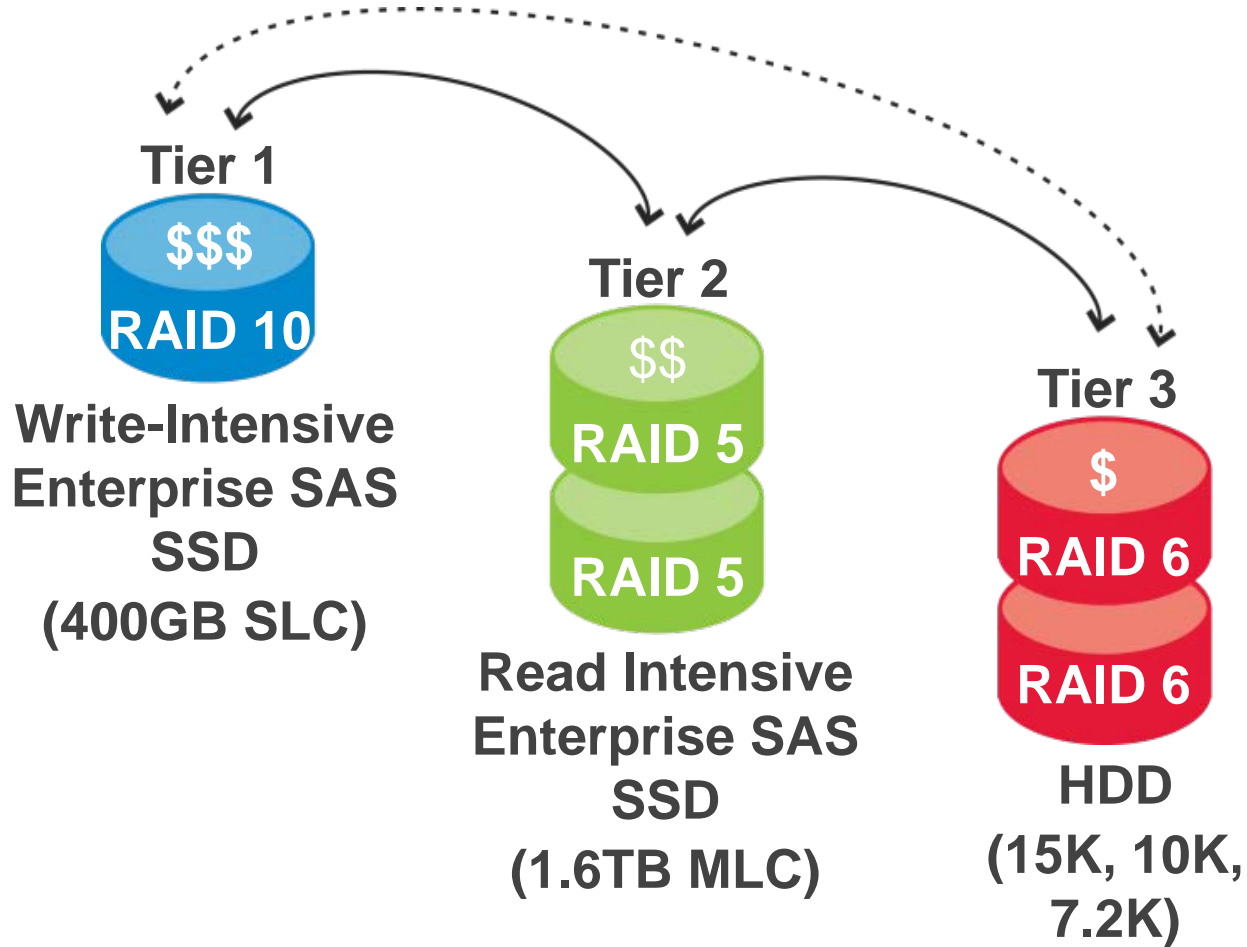 Tier 1
$$$
RAID 10
Write-Intensive
Enterprise SAS
SSD
(400GB SLC)
Tier 2
$$
RAID 5
RAID 5
Read Intensive
Enterprise SAS
SSD
(1.6TB MLC)
Tier 3
$
RAID 6
RAID 6
HDD
(15K, 10K,
7.2K)